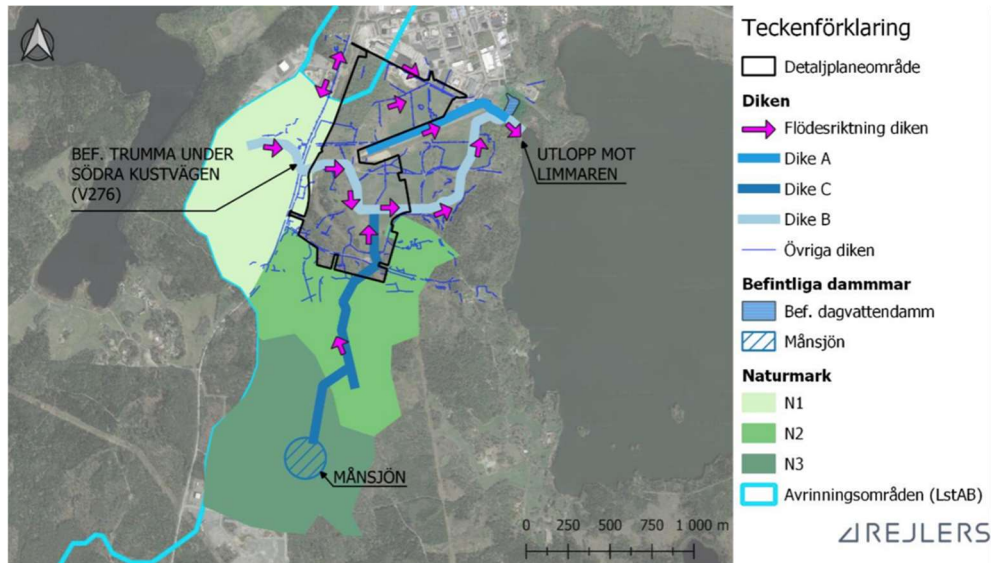 BEF. TRUMMA UNDER
SÖDRA KUSTVÄGEN
(V276)
UTLOPP MOT
LIMMAREN
MÅNSJÖN
0 250 500 750 1 000 m
Teckenförklaring
Detaljplaneområde
Diken
Flödesriktning diken
Dike A
Dike C
Dike B
Övriga diken
Befintliga dammmar
Bef. dagvattendamm
Månsjön
Naturmark
N1
N2
N3
Avrinningsområden (LstAB)
REJLERS